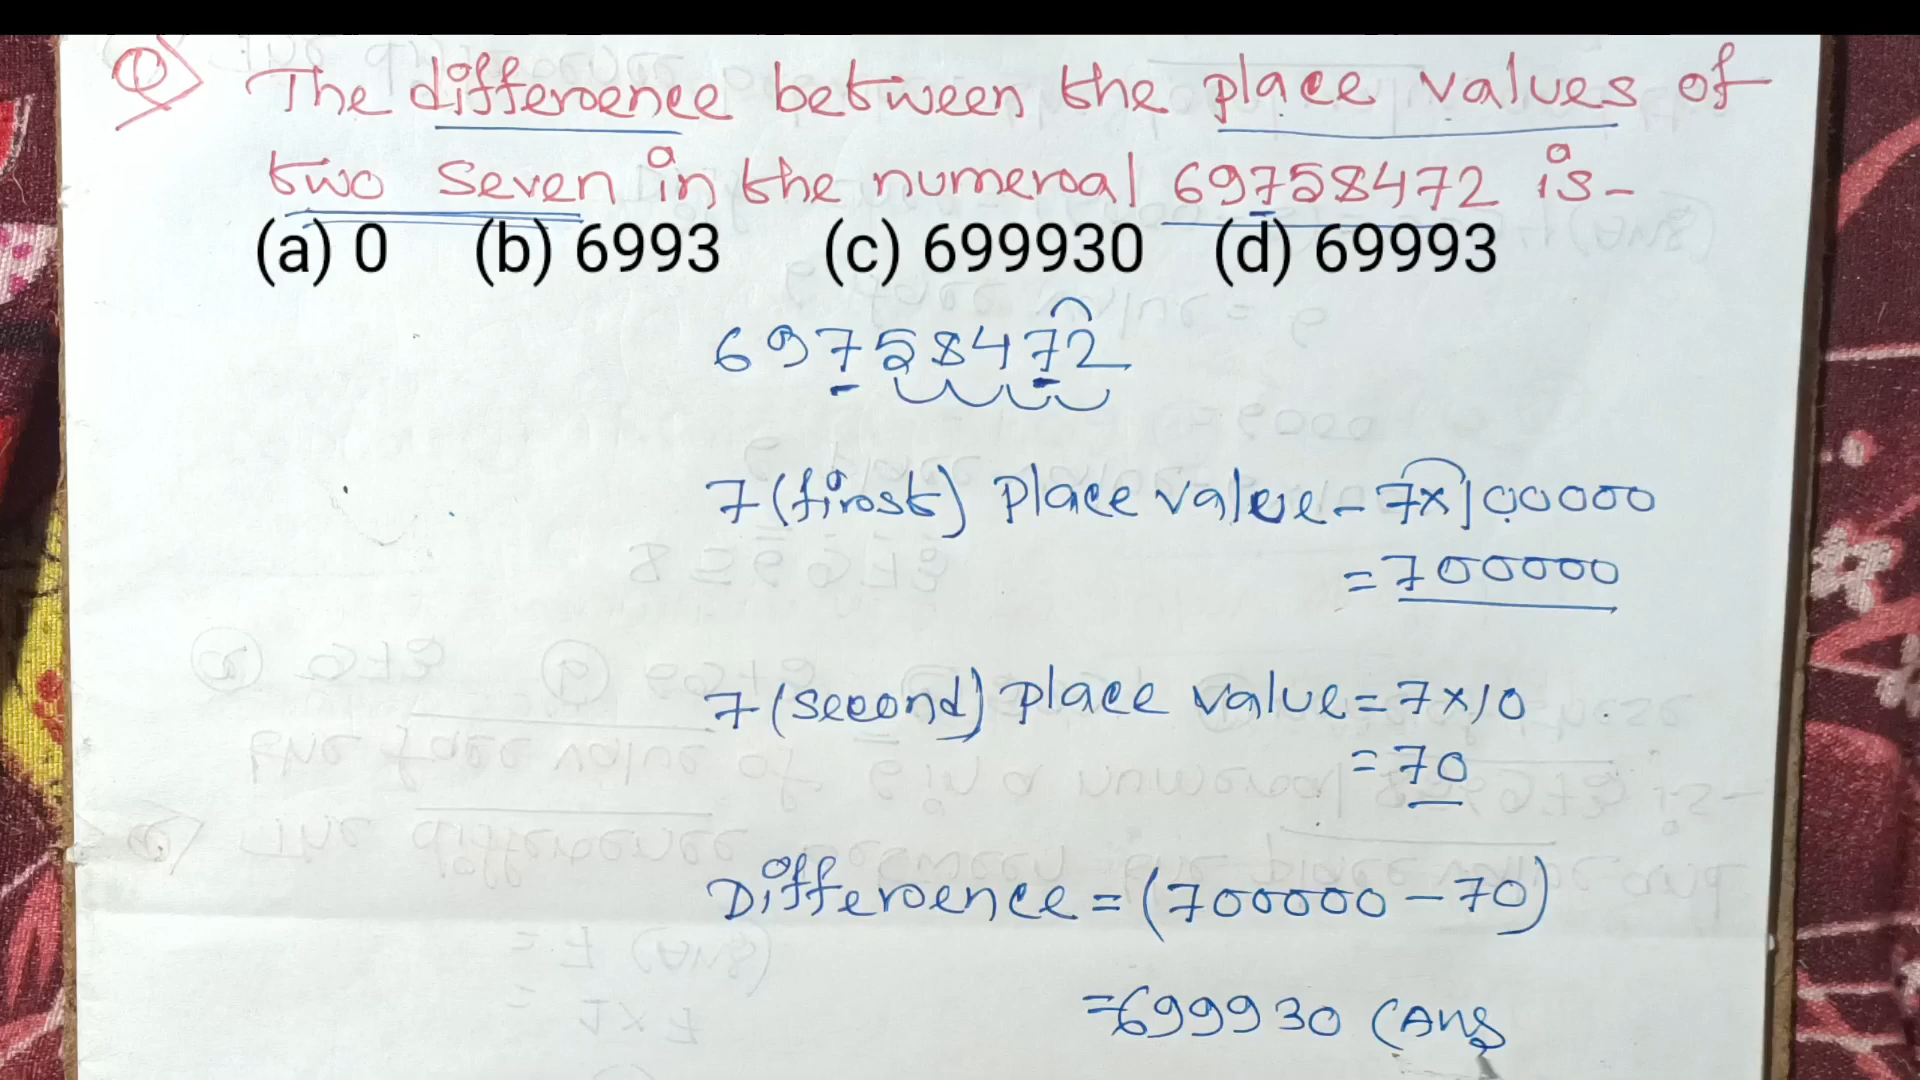 Q) The difference between the place values of
two seven in the numeral 69758472 is-
(a) 0 (b) 6993 (c) 699930 (d) 69993
69758472
7 (first) place value - 7×100000
= 700000
7 (second) place value = 7×10
= 70
Difference = (700000 - 70)
= 699930 (Ans